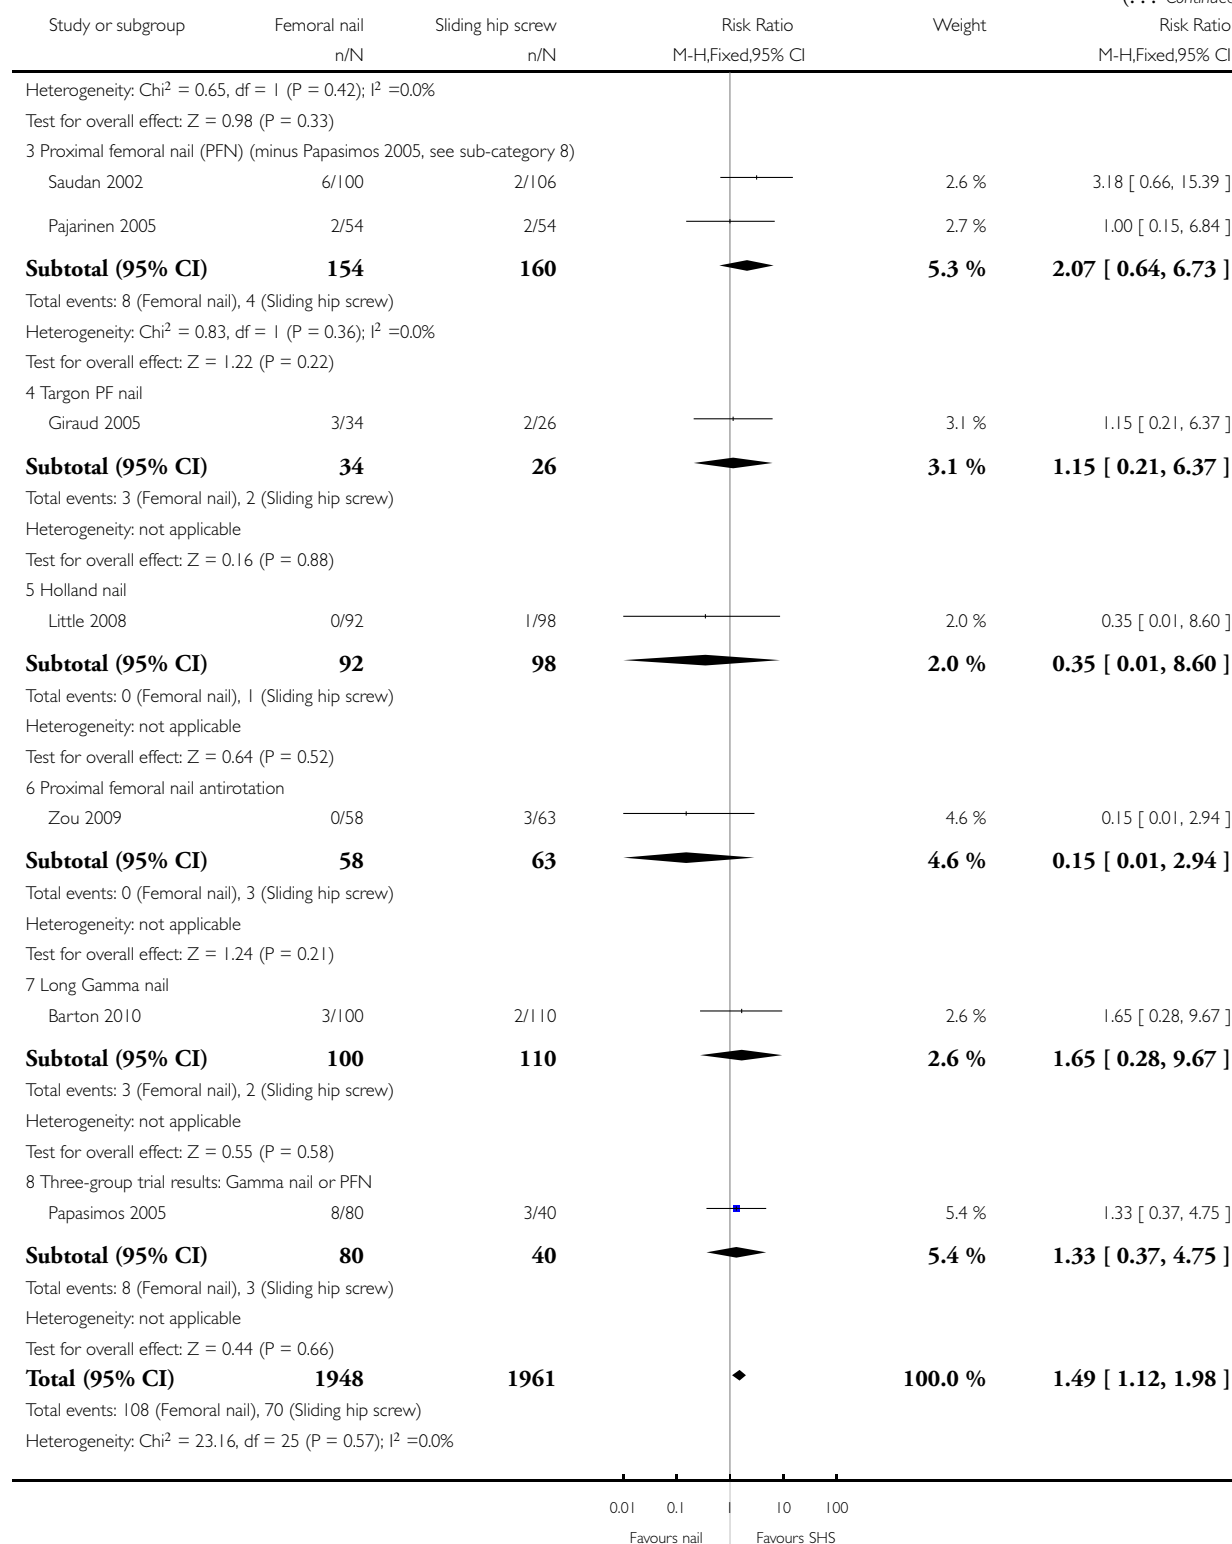 (. . . Continued
Study or subgroup Femoral nail Sliding hip screw Risk Ratio Weight Risk Ratio
n/N n/N M-H,Fixed,95% CI M-H,Fixed,95% CI
Heterogeneity: Chi² = 0.65, df = 1 (P = 0.42); I² =0.0%
Test for overall effect: Z = 0.98 (P = 0.33)
3 Proximal femoral nail (PFN) (minus Papasimos 2005, see sub-category 8)
Saudan 2002 6/100 2/106 2.6 % 3.18 [ 0.66, 15.39 ]
Pajarinen 2005 2/54 2/54 2.7 % 1.00 [ 0.15, 6.84 ]
Subtotal (95% CI) 154 160 5.3 % 2.07 [ 0.64, 6.73 ]
Total events: 8 (Femoral nail), 4 (Sliding hip screw)
Heterogeneity: Chi² = 0.83, df = 1 (P = 0.36); I² =0.0%
Test for overall effect: Z = 1.22 (P = 0.22)
4 Targon PF nail
Giraud 2005 3/34 2/26 3.1 % 1.15 [ 0.21, 6.37 ]
Subtotal (95% CI) 34 26 3.1 % 1.15 [ 0.21, 6.37 ]
Total events: 3 (Femoral nail), 2 (Sliding hip screw)
Heterogeneity: not applicable
Test for overall effect: Z = 0.16 (P = 0.88)
5 Holland nail
Little 2008 0/92 1/98 2.0 % 0.35 [ 0.01, 8.60 ]
Subtotal (95% CI) 92 98 2.0 % 0.35 [ 0.01, 8.60 ]
Total events: 0 (Femoral nail), 1 (Sliding hip screw)
Heterogeneity: not applicable
Test for overall effect: Z = 0.64 (P = 0.52)
6 Proximal femoral nail antirotation
Zou 2009 0/58 3/63 4.6 % 0.15 [ 0.01, 2.94 ]
Subtotal (95% CI) 58 63 4.6 % 0.15 [ 0.01, 2.94 ]
Total events: 0 (Femoral nail), 3 (Sliding hip screw)
Heterogeneity: not applicable
Test for overall effect: Z = 1.24 (P = 0.21)
7 Long Gamma nail
Barton 2010 3/100 2/110 2.6 % 1.65 [ 0.28, 9.67 ]
Subtotal (95% CI) 100 110 2.6 % 1.65 [ 0.28, 9.67 ]
Total events: 3 (Femoral nail), 2 (Sliding hip screw)
Heterogeneity: not applicable
Test for overall effect: Z = 0.55 (P = 0.58)
8 Three-group trial results: Gamma nail or PFN
Papasimos 2005 8/80 3/40 5.4 % 1.33 [ 0.37, 4.75 ]
Subtotal (95% CI) 80 40 5.4 % 1.33 [ 0.37, 4.75 ]
Total events: 8 (Femoral nail), 3 (Sliding hip screw)
Heterogeneity: not applicable
Test for overall effect: Z = 0.44 (P = 0.66)
Total (95% CI) 1948 1961 100.0 % 1.49 [ 1.12, 1.98 ]
Total events: 108 (Femoral nail), 70 (Sliding hip screw)
Heterogeneity: Chi² = 23.16, df = 25 (P = 0.57); I² =0.0%
0.01 0.1 1 10 100
Favours nail Favours SHS